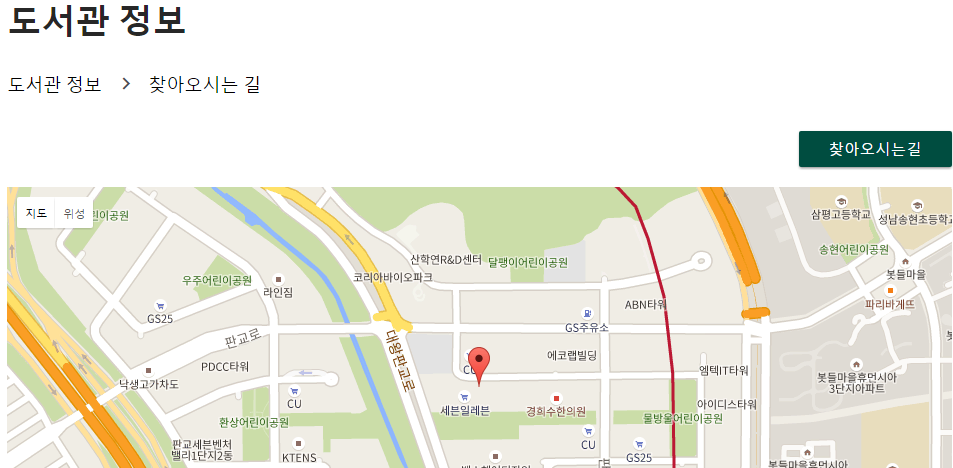 도서관 정보
도서관 정보 > 찾아오시는 길
찾아오시는길
지도
위성
린이공원
삼평고등학교
성남송현초등학교
송현어린이공원
산학연R&D센터
달팽이어린이공원
봇들마을
코리아바이오파크
우주어린이공원
라인짐
파리바게뜨
ABN타워
GS25
GS주유소
판교로
대왕판교로
에코랩빌딩
PDCC타워
CU
엠텍IT타워
낙생고가차도
봇들마을휴먼시아
3단지아파트
CU
세븐일레븐
경희수한의원
아이디스타워
환상어린이공원
물방울어린이공원
판교세븐벤처
밸리1단지2동
CU
KTENS
GS25